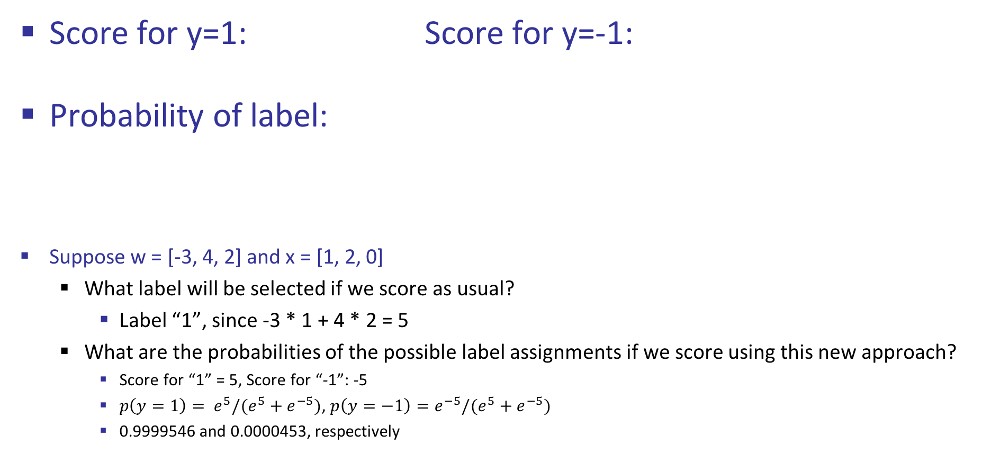 ▪ Score for y=1: Score for y=-1:
▪ Probability of label:
▪ Suppose w = [-3, 4, 2] and x = [1, 2, 0]
▪ What label will be selected if we score as usual?
▪ Label “1”, since -3 * 1 + 4 * 2 = 5
▪ What are the probabilities of the possible label assignments if we score using this new approach?
▪ Score for “1” = 5, Score for “-1”: -5
▪ p(y = 1) = e⁵/(e⁵ + e⁻⁵), p(y = −1) = e⁻⁵/(e⁵ + e⁻⁵)
▪ 0.9999546 and 0.0000453, respectively